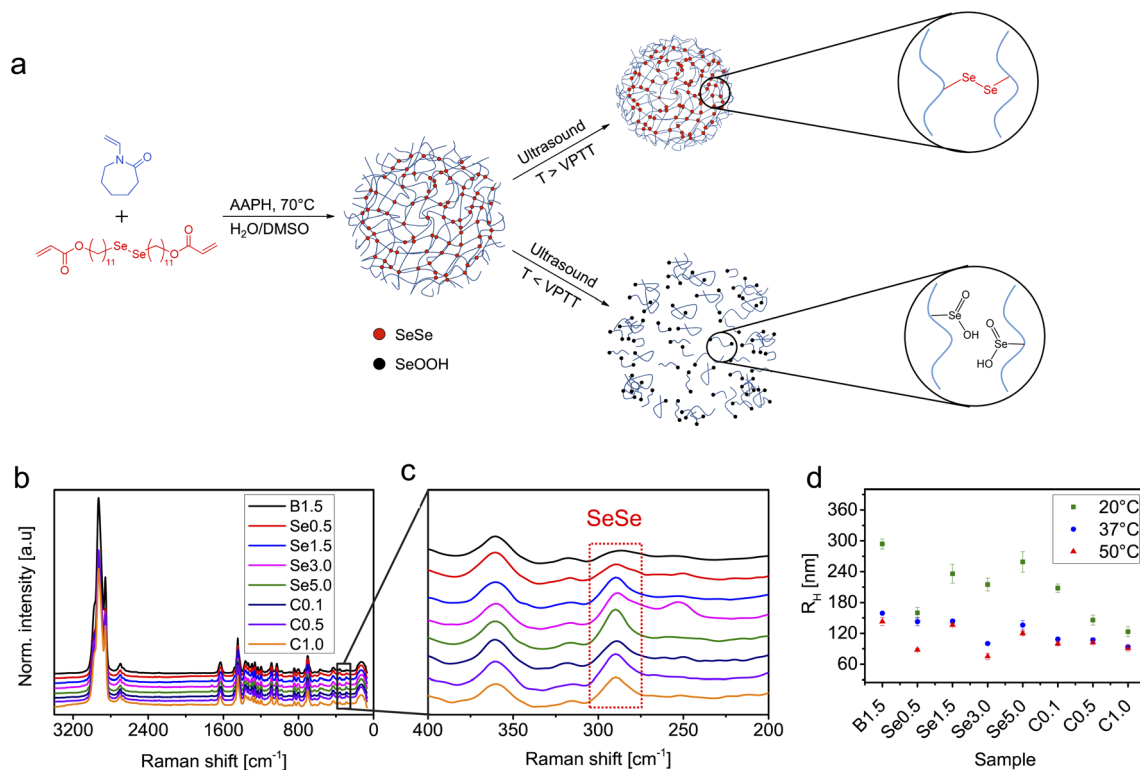 a
N
O
+
O
O
11
Se
Se
11
O
O
AAPH, 70°C
H₂O/DMSO
SeSe
SeOOH
Ultrasound
T > VPTT
Ultrasound
T < VPTT
Se
Se
O
Se
OH
O
Se
HO
b
Norm. intensity [a.u]
B1.5
Se0.5
Se1.5
Se3.0
Se5.0
C0.1
C0.5
C1.0
3400 2400 1600 800 0
Raman shift [cm⁻¹]
c
SeSe
400 350 300 250 200
Raman shift [cm⁻¹]
d
R_H [nm]
360
300
240
180
120
60
20°C
37°C
50°C
B1.5 Se0.5 Se1.5 Se3.0 Se5.0 C0.1 C0.5 C1.0
Sample